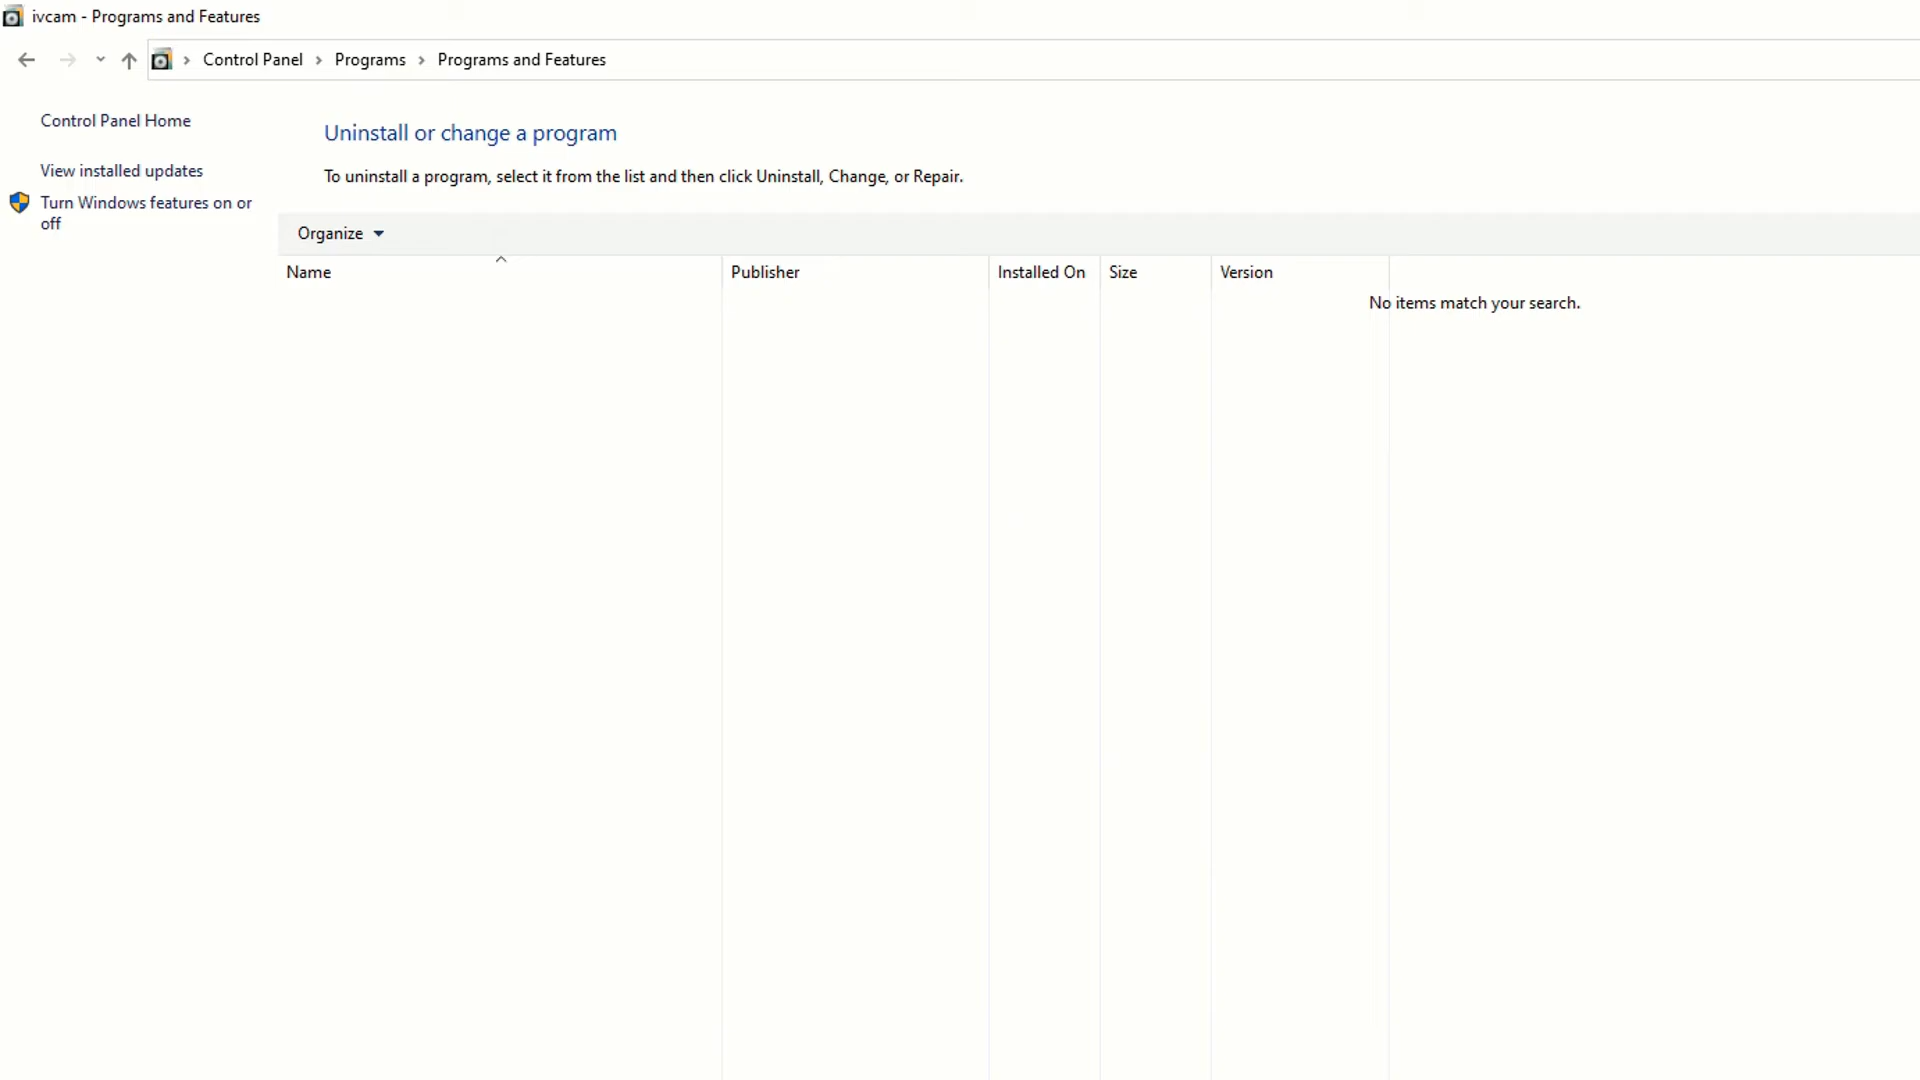 ivcam - Programs and Features
Control Panel > Programs > Programs and Features
Control Panel Home
View installed updates
Turn Windows features on or
off
Uninstall or change a program
To uninstall a program, select it from the list and then click Uninstall, Change, or Repair.
Organize
Name Publisher Installed On Size Version
No items match your search.